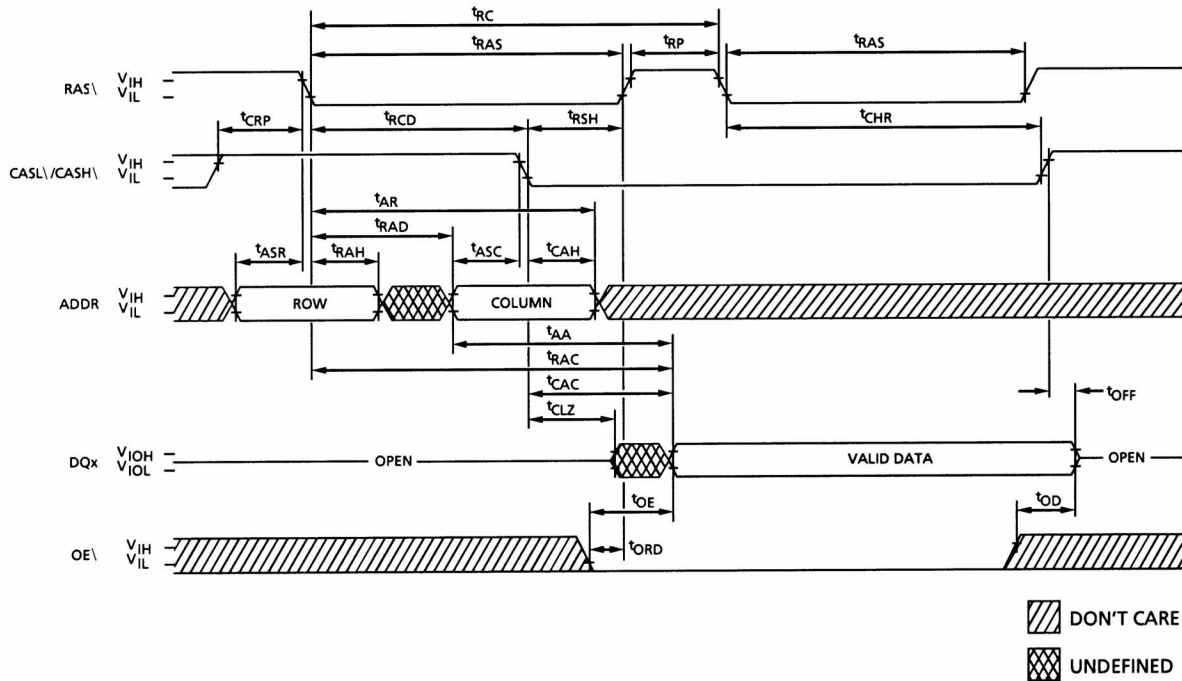 tRC
tRAS tRP tRAS
RAS\ VIH
VIL
tCRP tRCD tRSH tCHR
CASL\/CASH\ VIH
VIL
tAR
tRAD
tASR tRAH tASC tCAH
ADDR VIH
VIL
ROW COLUMN
tAA
tRAC
tCAC
tOFF
tCLZ
DQx VIOH
VIOL
OPEN VALID DATA OPEN
tOE tOD
tORD
OE\ VIH
VIL
DON'T CARE
UNDEFINED